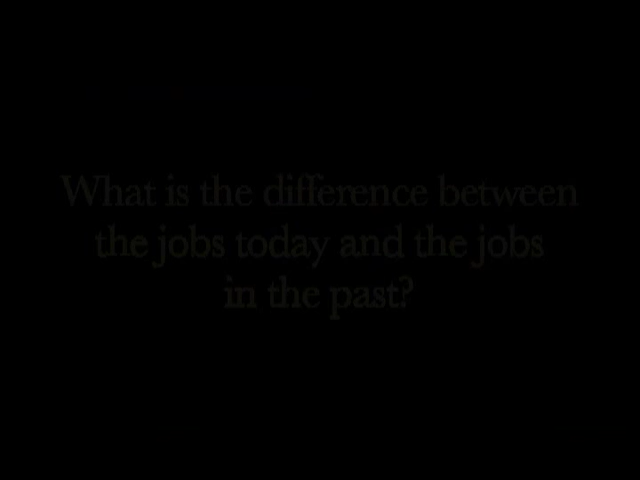 What is the difference between
the jobs today and the jobs
in the past?